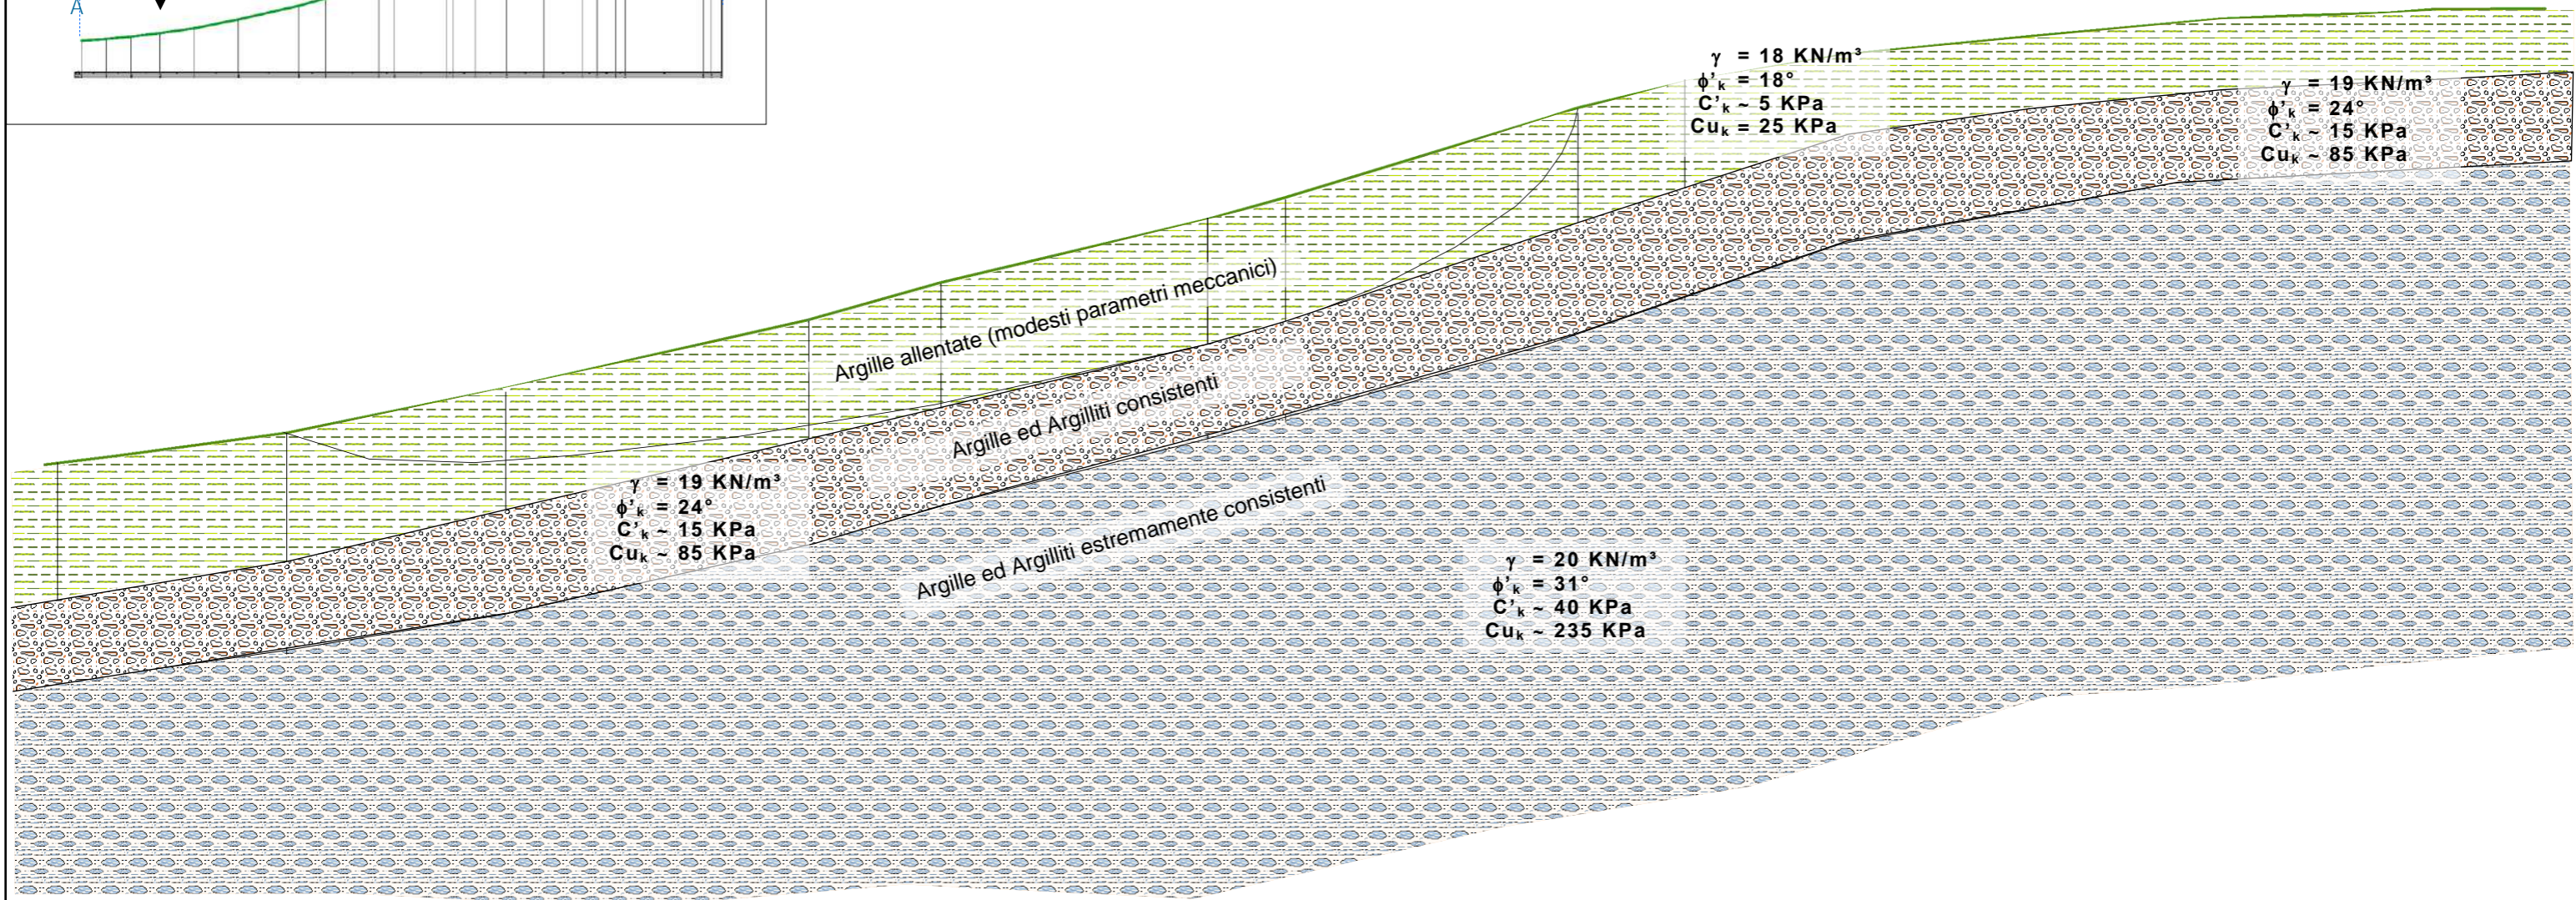 A
γ = 18 KN/m³
ϕ'k = 18°
C'k ~ 5 KPa
Cuk = 25 KPa
γ = 19 KN/m³
ϕ'k = 24°
C'k ~ 15 KPa
Cuk ~ 85 KPa
Argille allentate (modesti parametri meccanici)
Argille ed Argilliti consistenti
γ = 19 KN/m³
ϕ'k = 24°
C'k ~ 15 KPa
Cuk ~ 85 KPa
Argille ed Argilliti estremamente consistenti
γ = 20 KN/m³
ϕ'k = 31°
C'k ~ 40 KPa
Cuk ~ 235 KPa